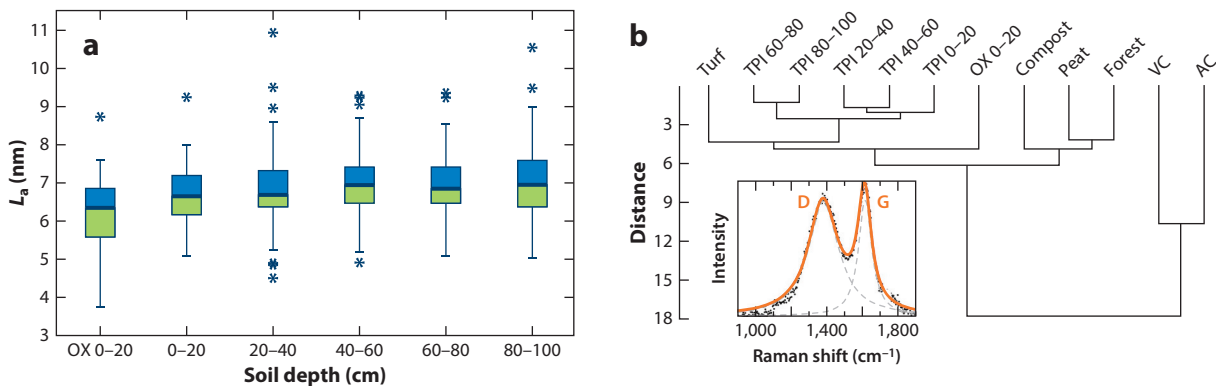 a
L_a (nm)
11
10
9
8
7
6
5
4
3
OX 0–20
0–20
20–40
40–60
60–80
80–100
Soil depth (cm)
b
Turf
TPI 60–80
TPI 80–100
TPI 20–40
TPI 40–60
TPI 0–20
OX 0–20
Compost
Peat
Forest
VC
AC
Distance
3
6
9
12
15
18
D
G
Intensity
1,000
1,400
1,600
1,800
Raman shift (cm⁻¹)